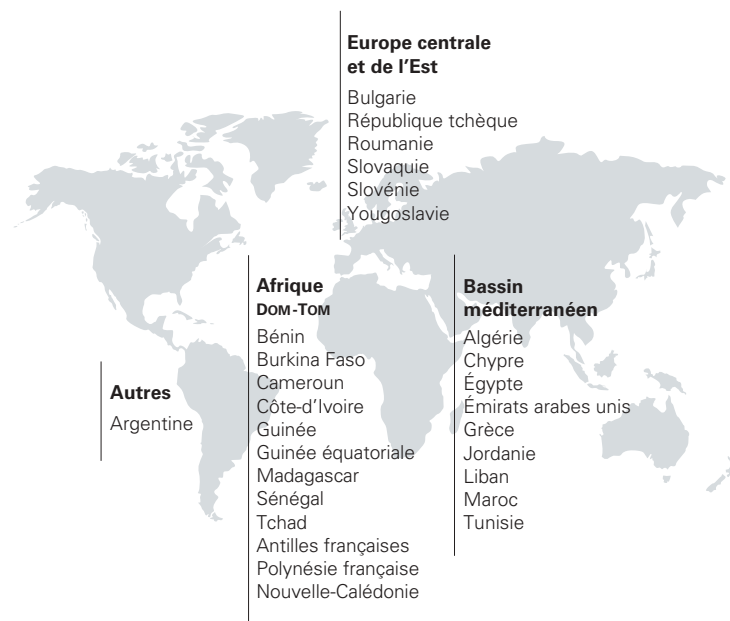 Europe centrale
et de l'Est
Bulgarie
République tchèque
Roumanie
Slovaquie
Slovénie
Yougoslavie
Afrique
DOM-TOM
Bénin
Burkina Faso
Cameroun
Côte-d'Ivoire
Guinée
Guinée équatoriale
Madagascar
Sénégal
Tchad
Antilles françaises
Polynésie française
Nouvelle-Calédonie
Bassin
méditerranéen
Algérie
Chypre
Égypte
Émirats arabes unis
Grèce
Jordanie
Liban
Maroc
Tunisie
Autres
Argentine